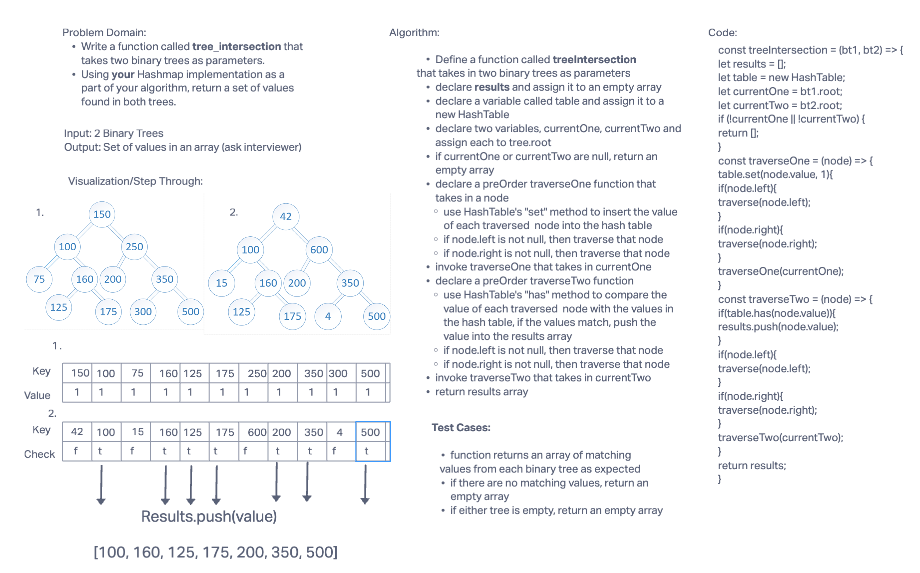 Problem Domain:
• Write a function called tree_intersection that
takes two binary trees as parameters.
• Using your Hashmap implementation as a
part of your algorithm, return a set of values
found in both trees.
Input: 2 Binary Trees
Output: Set of values in an array (ask interviewer)
Visualization/Step Through:
1.
150
100 250
75 160 200 350
125 175 300 500
2.
42
100 600
15 160 200 350
125 175 4 500
1.
Key 150 100 75 160 125 175 250 200 350 300 500
Value 1 1 1 1 1 1 1 1 1 1 1
2.
Key 42 100 15 160 125 175 600 200 350 4 500
Check f t f t t t f t t f t
Results.push(value)
[100, 160, 125, 175, 200, 350, 500]
Algorithm:
• Define a function called treeIntersection
that takes in two binary trees as parameters
• declare results and assign it to an empty array
• declare a variable called table and assign it to a
new HashTable
• declare two variables, currentOne, currentTwo and
assign each to tree.root
• if currentOne or currentTwo are null, return an
empty array
• declare a preOrder traverseOne function that
takes in a node
○ use HashTable's "set" method to insert the value
of each traversed node into the hash table
○ if node.left is not null, then traverse that node
○ if node.right is not null, then traverse that node
• invoke traverseOne that takes in currentOne
• declare a preOrder traverseTwo function
○ use HashTable's "has" method to compare the
value of each traversed node with the values in
the hash table, if the values match, push the
value into the results array
○ if node.left is not null, then traverse that node
○ if node.right is not null, then traverse that node
• invoke traverseTwo that takes in currentTwo
• return results array
Test Cases:
• function returns an array of matching
values from each binary tree as expected
• if there are no matching values, return an
empty array
• if either tree is empty, return an empty array
Code:
const treeIntersection = (bt1, bt2) => {
let results = [];
let table = new HashTable;
let currentOne = bt1.root;
let currentTwo = bt2.root;
if (!currentOne || !currentTwo) {
return [];
}
const traverseOne = (node) => {
table.set(node.value, 1){
if(node.left){
traverse(node.left);
}
if(node.right){
traverse(node.right);
}
traverseOne(currentOne);
}
const traverseTwo = (node) => {
if(table.has(node.value)){
results.push(node.value);
}
if(node.left){
traverse(node.left);
}
if(node.right){
traverse(node.right);
}
traverseTwo(currentTwo);
}
return results;
}